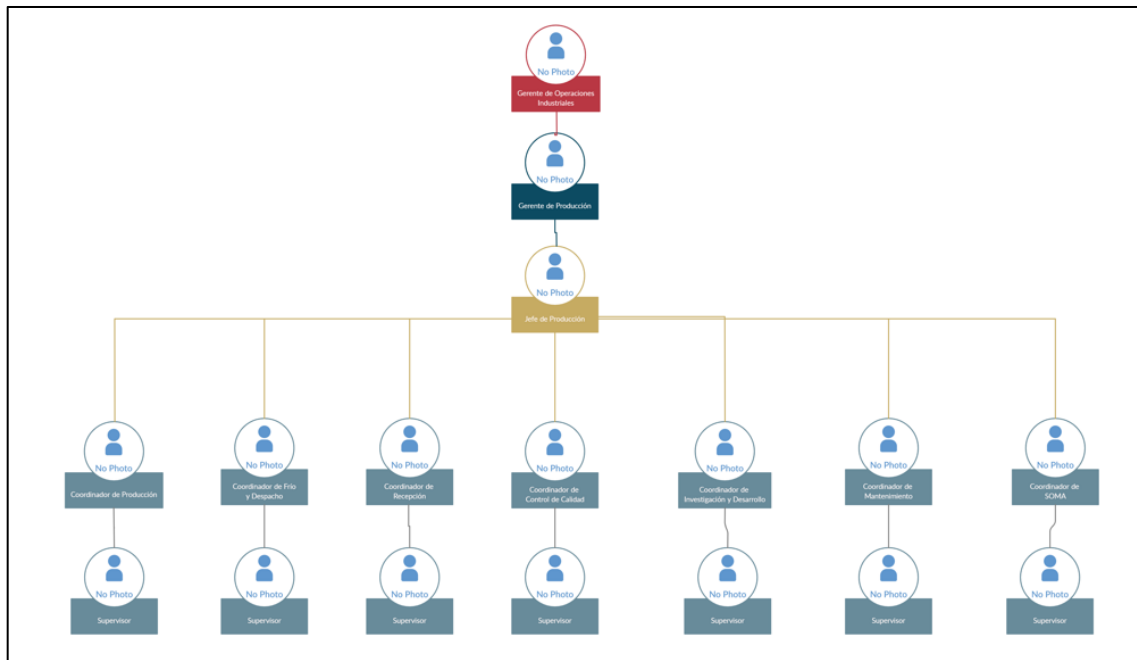 No Photo
Gerente de Operaciones
Industriales
No Photo
Gerente de Producción
No Photo
Jefe de Producción
No Photo
Coordinador de Producción
No Photo
Coordinador de Frío
y Despacho
No Photo
Coordinador de
Recepción
No Photo
Coordinador de
Control de Calidad
No Photo
Coordinador de
Investigación y Desarrollo
No Photo
Coordinador de
Mantenimiento
No Photo
Coordinador de
SOMA
No Photo
Supervisor
No Photo
Supervisor
No Photo
Supervisor
No Photo
Supervisor
No Photo
Supervisor
No Photo
Supervisor
No Photo
Supervisor